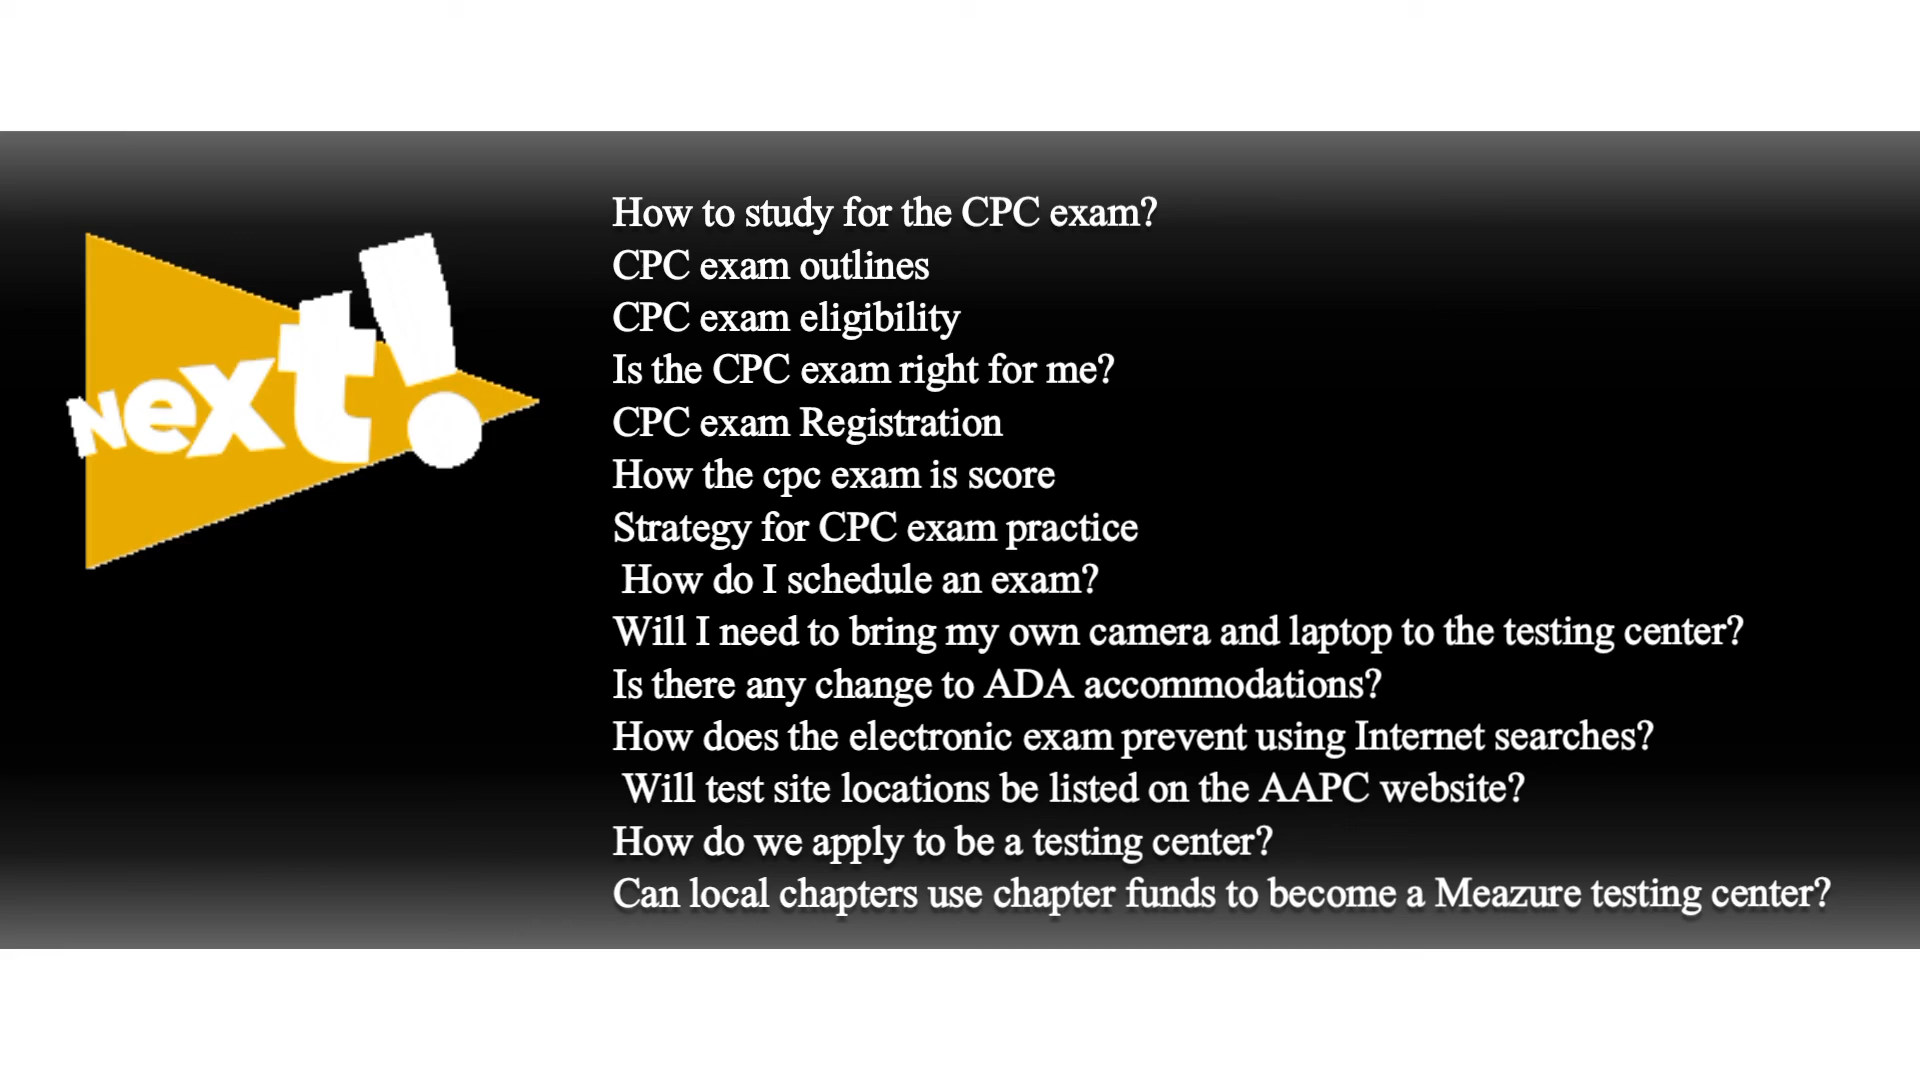 Next!
How to study for the CPC exam?
CPC exam outlines
CPC exam eligibility
Is the CPC exam right for me?
CPC exam Registration
How the cpc exam is score
Strategy for CPC exam practice
How do I schedule an exam?
Will I need to bring my own camera and laptop to the testing center?
Is there any change to ADA accommodations?
How does the electronic exam prevent using Internet searches?
Will test site locations be listed on the AAPC website?
How do we apply to be a testing center?
Can local chapters use chapter funds to become a Meazure testing center?